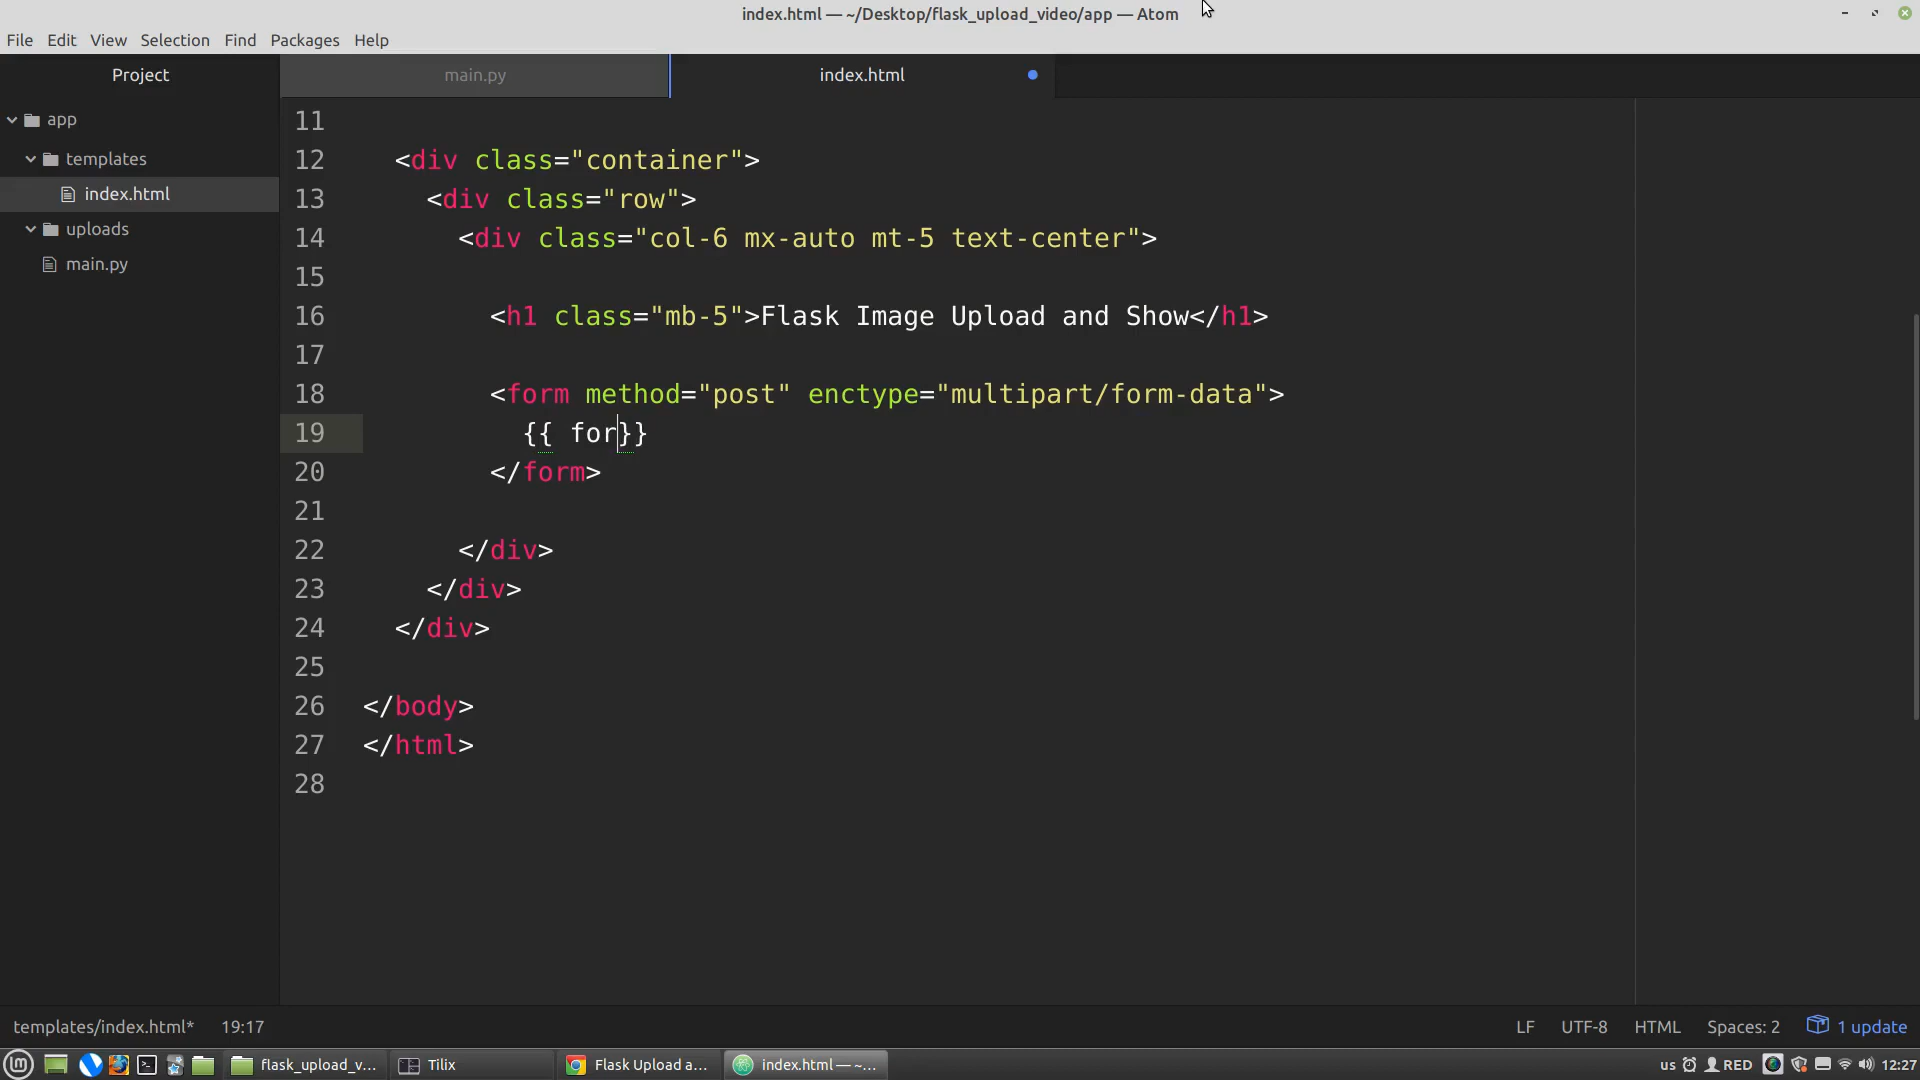 index.html — ~/Desktop/flask_upload_video/app — Atom
File Edit View Selection Find Packages Help
Project
main.py
index.html
app
templates
index.html
uploads
main.py
11
12 <div class="container">
13 <div class="row">
14 <div class="col-6 mx-auto mt-5 text-center">
15
16 <h1 class="mb-5">Flask Image Upload and Show</h1>
17
18 <form method="post" enctype="multipart/form-data">
19 {{ for}}
20 </form>
21
22 </div>
23 </div>
24 </div>
25
26 </body>
27 </html>
28
templates/index.html* 19:17 LF UTF-8 HTML Spaces: 2 1 update
flask_upload_v... Tilix Flask Upload a... index.html — ~... us RED 12:27